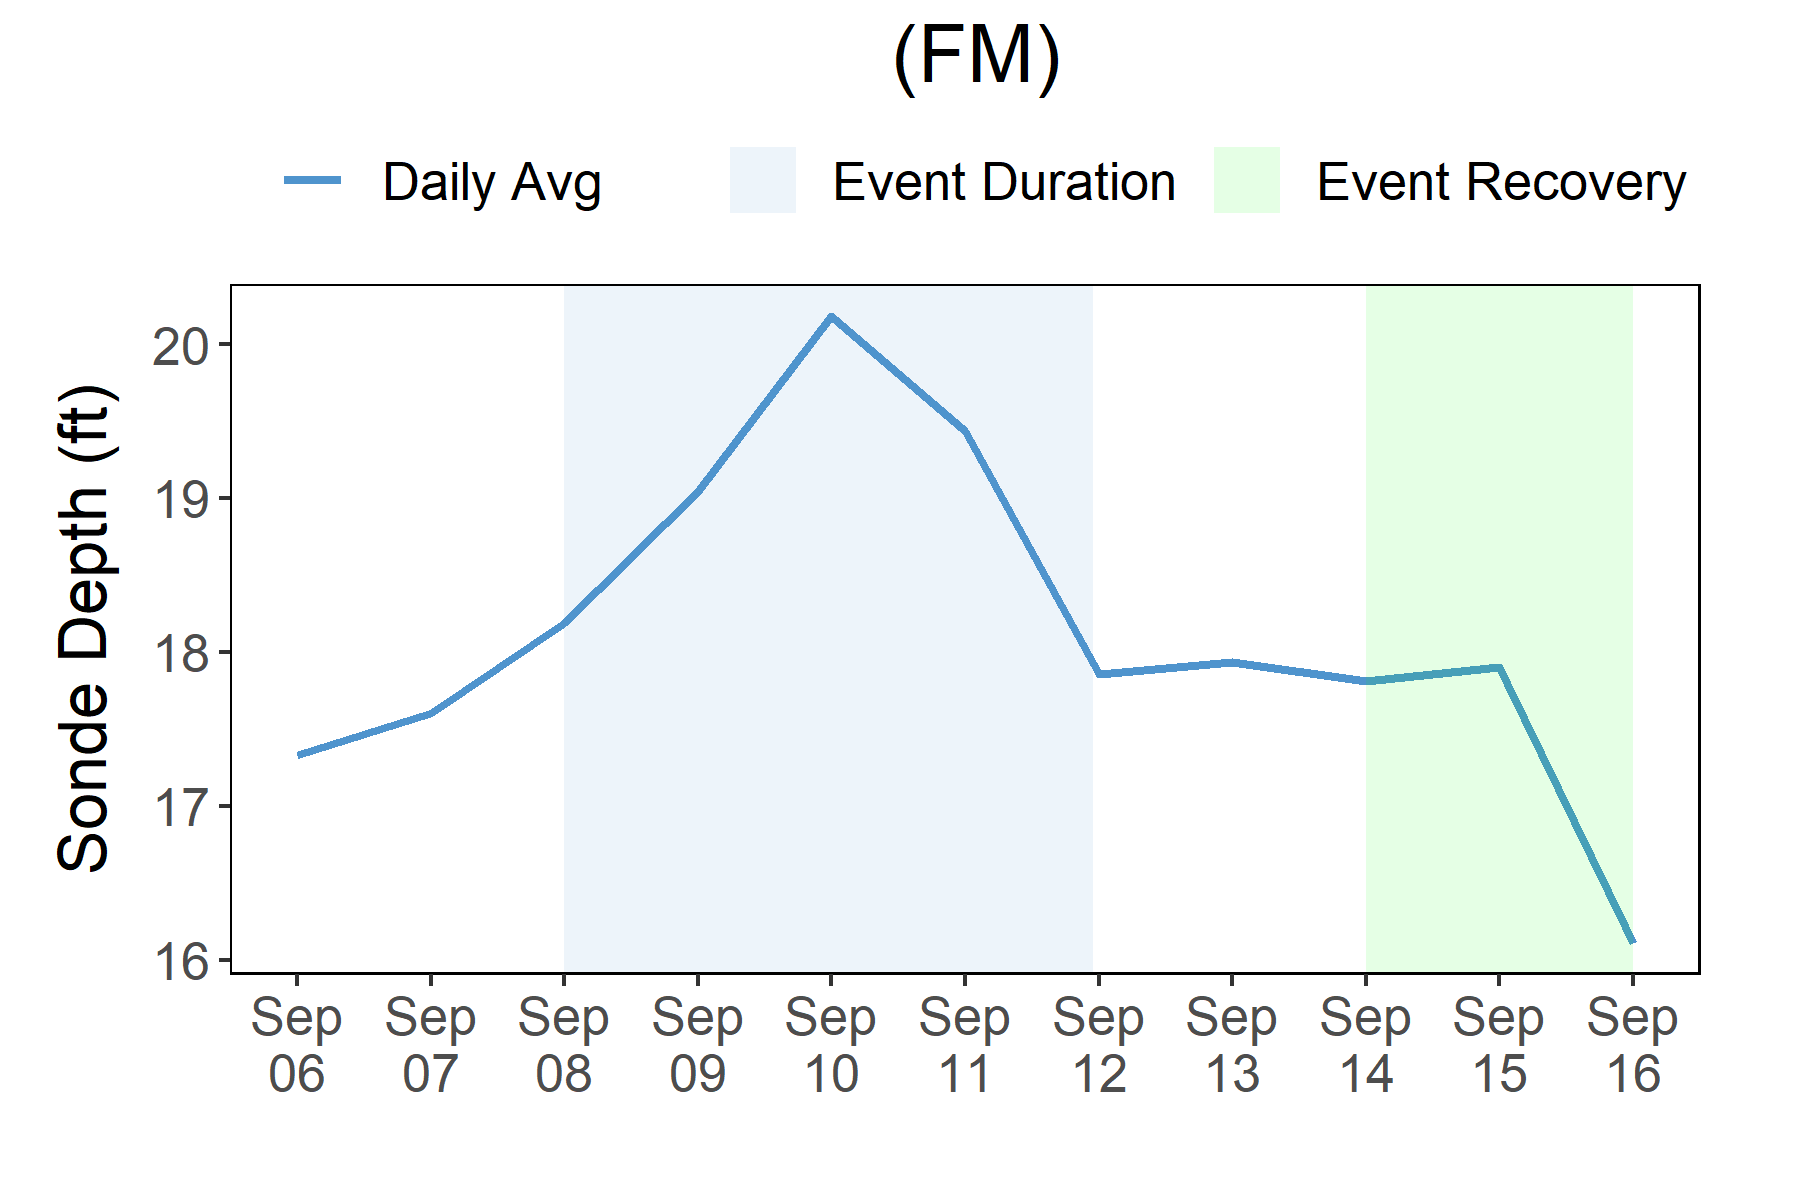 (FM)
Daily Avg
Event Duration
Event Recovery
Sonde Depth (ft)
20
19
18
17
16
Sep 06
Sep 07
Sep 08
Sep 09
Sep 10
Sep 11
Sep 12
Sep 13
Sep 14
Sep 15
Sep 16